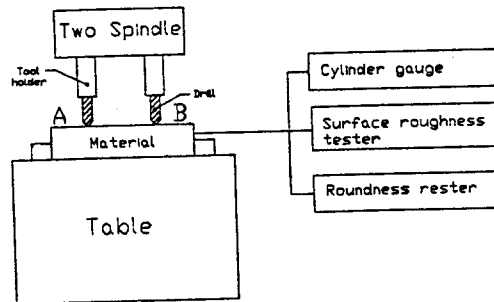 Two Spindle
Tool
holder
Drill
A
B
Material
Table
Cylinder gauge
Surface roughness
tester
Roundness rester